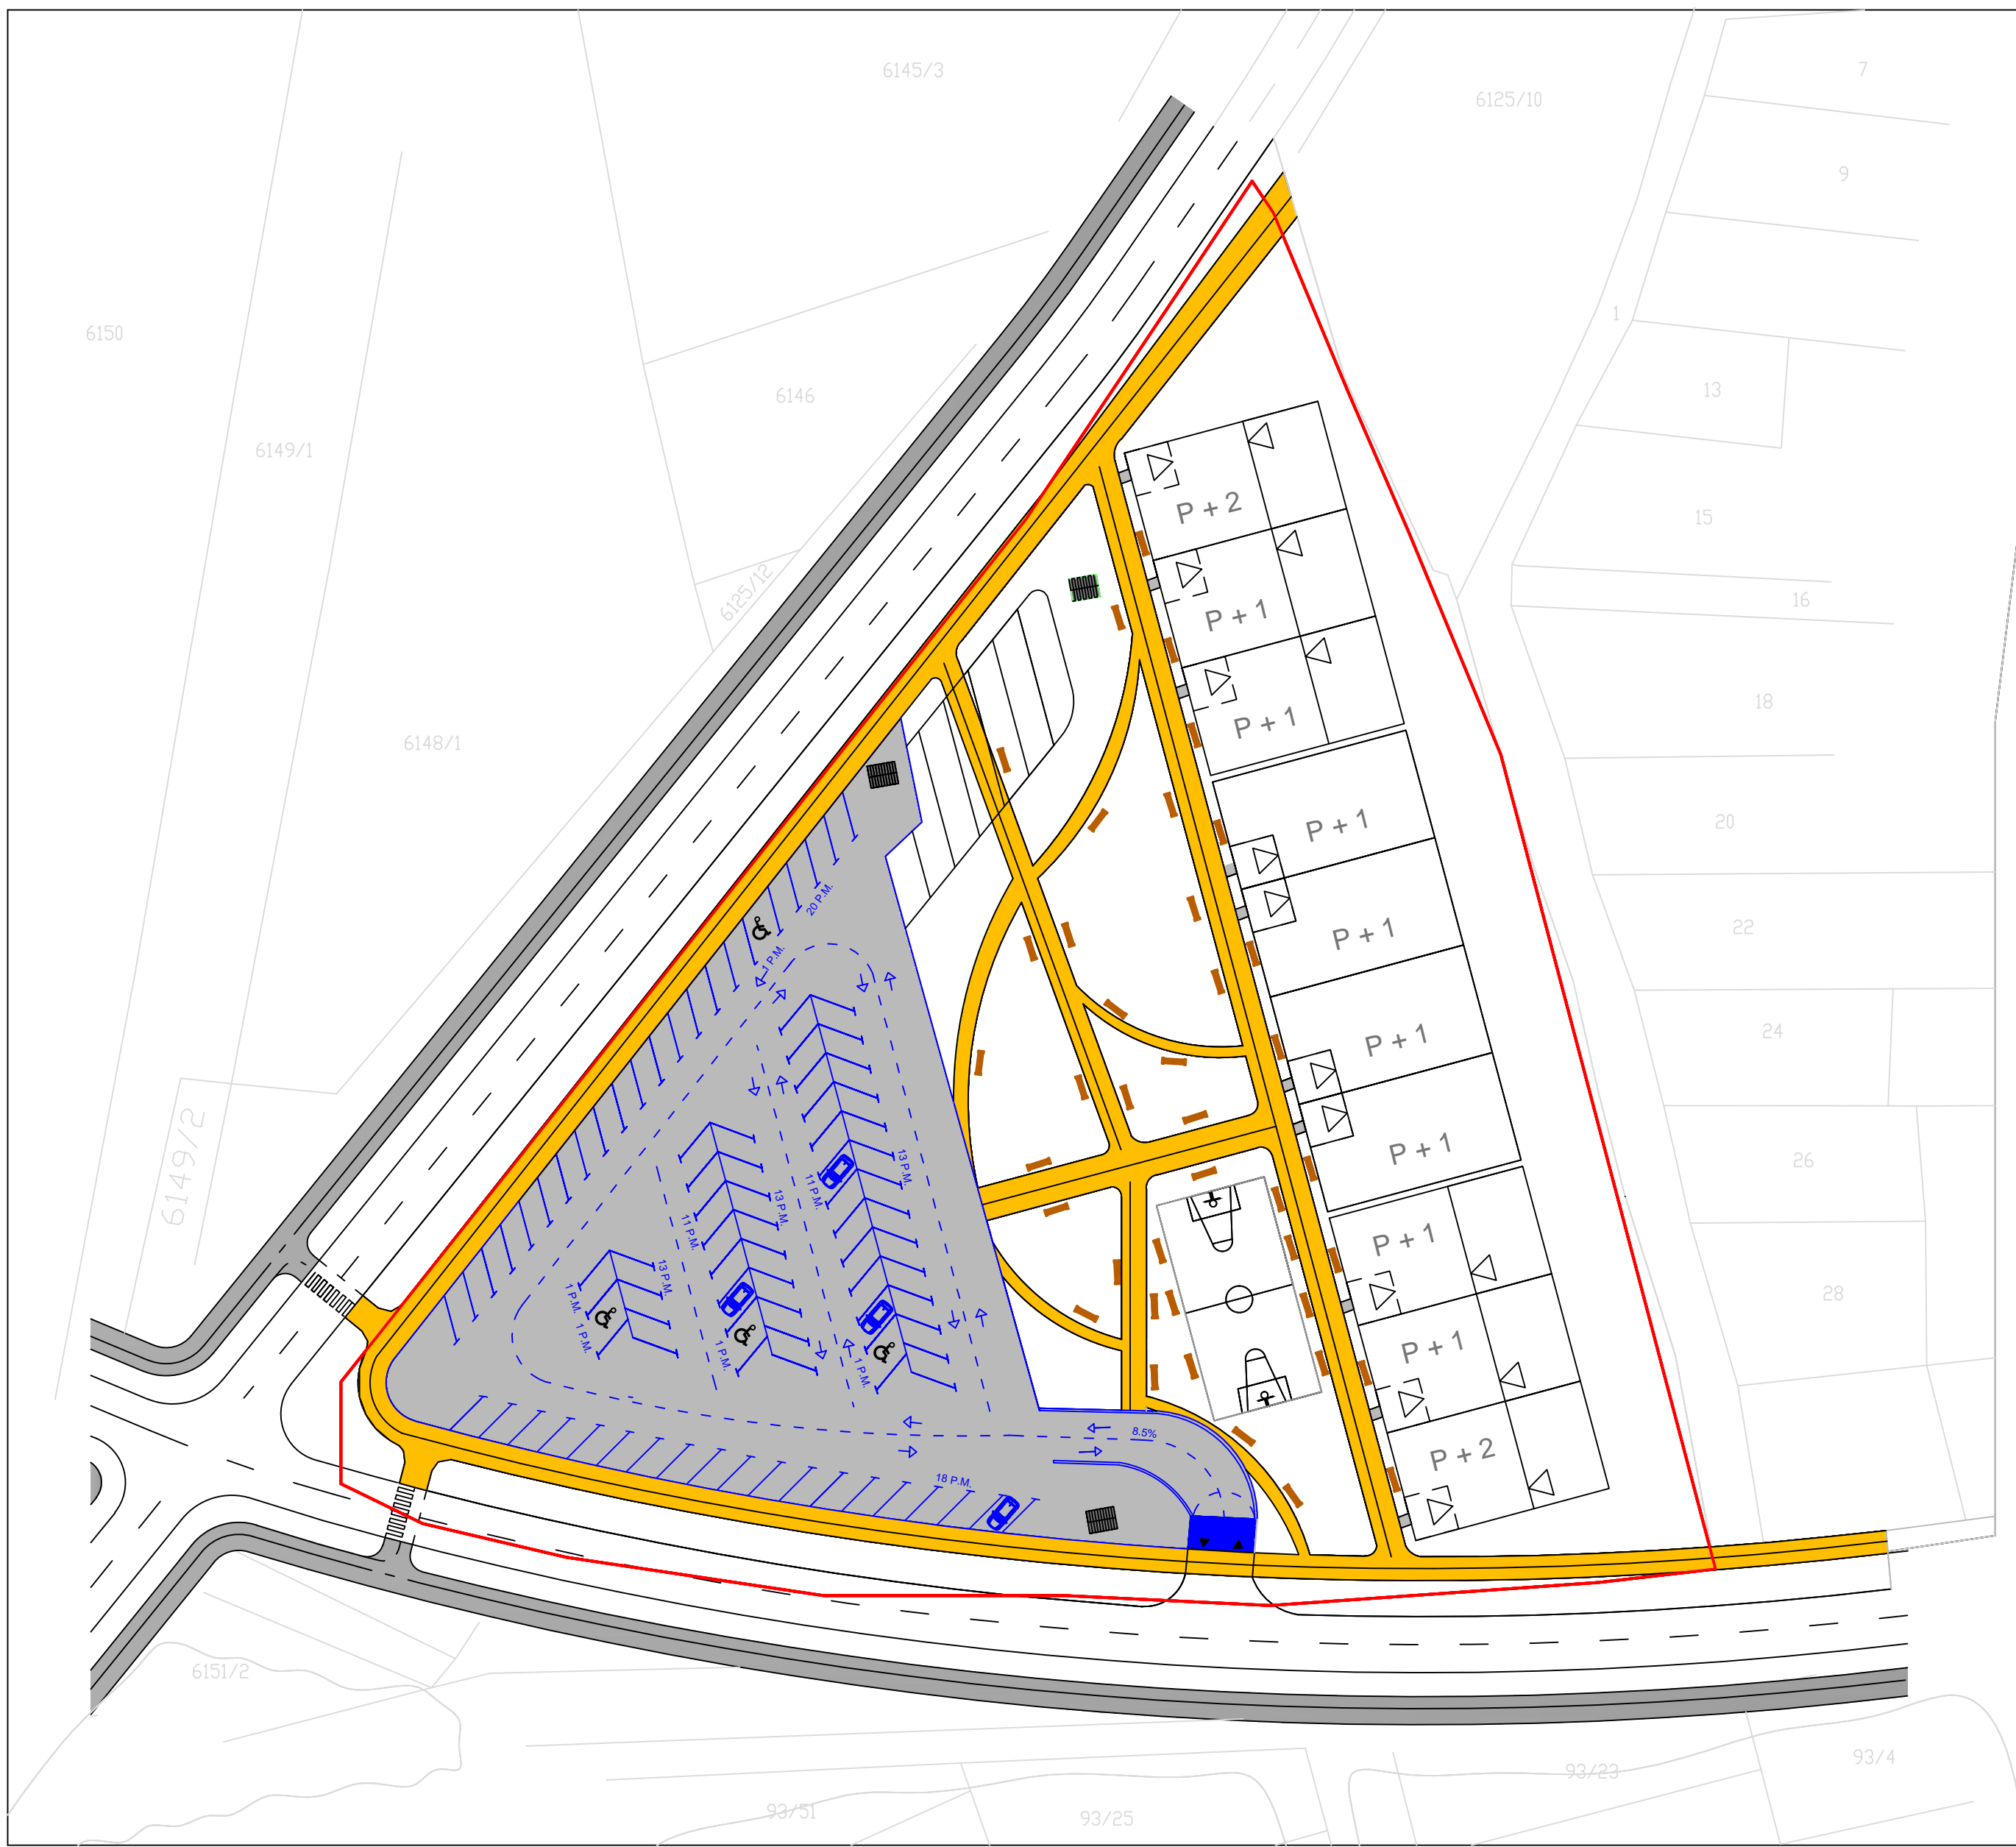 6145/3
7
6125/10
9
6150
1
6146
13
6149/1
P + 2
15
6125/12
16
P + 1
18
P + 1
6148/1
20
P + 1
20 P.M.
22
P + 1
1 P.M.
24
P + 1
6149/2
13 P.M.
P + 1
26
11 P.M.
13 P.M.
11 P.M.
P + 1
13 P.M.
28
1 P.M.
1 P.M.
1 P.M.
1 P.M.
P + 1
8.5%
P + 2
18 P.M.
6151/2
93/4
93/23
93/51
93/25